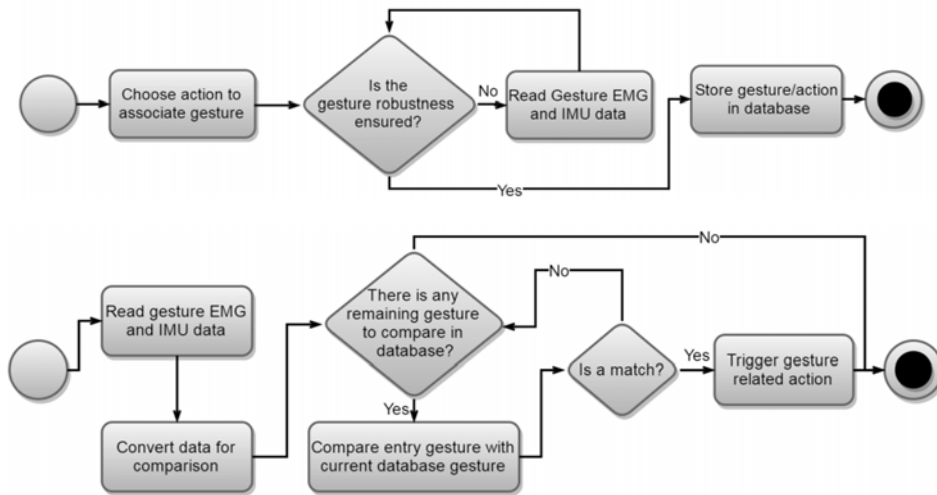 Choose action to
associate gesture
Is the
gesture robustness
ensured?
No
Read Gesture EMG
and IMU data
Store gesture/action
in database
Yes
No
Read gesture EMG
and IMU data
There is any
remaining gesture
to compare in
database?
No
Is a match?
Yes
Trigger gesture
related action
Yes
Convert data for
comparison
Compare entry gesture with
current database gesture